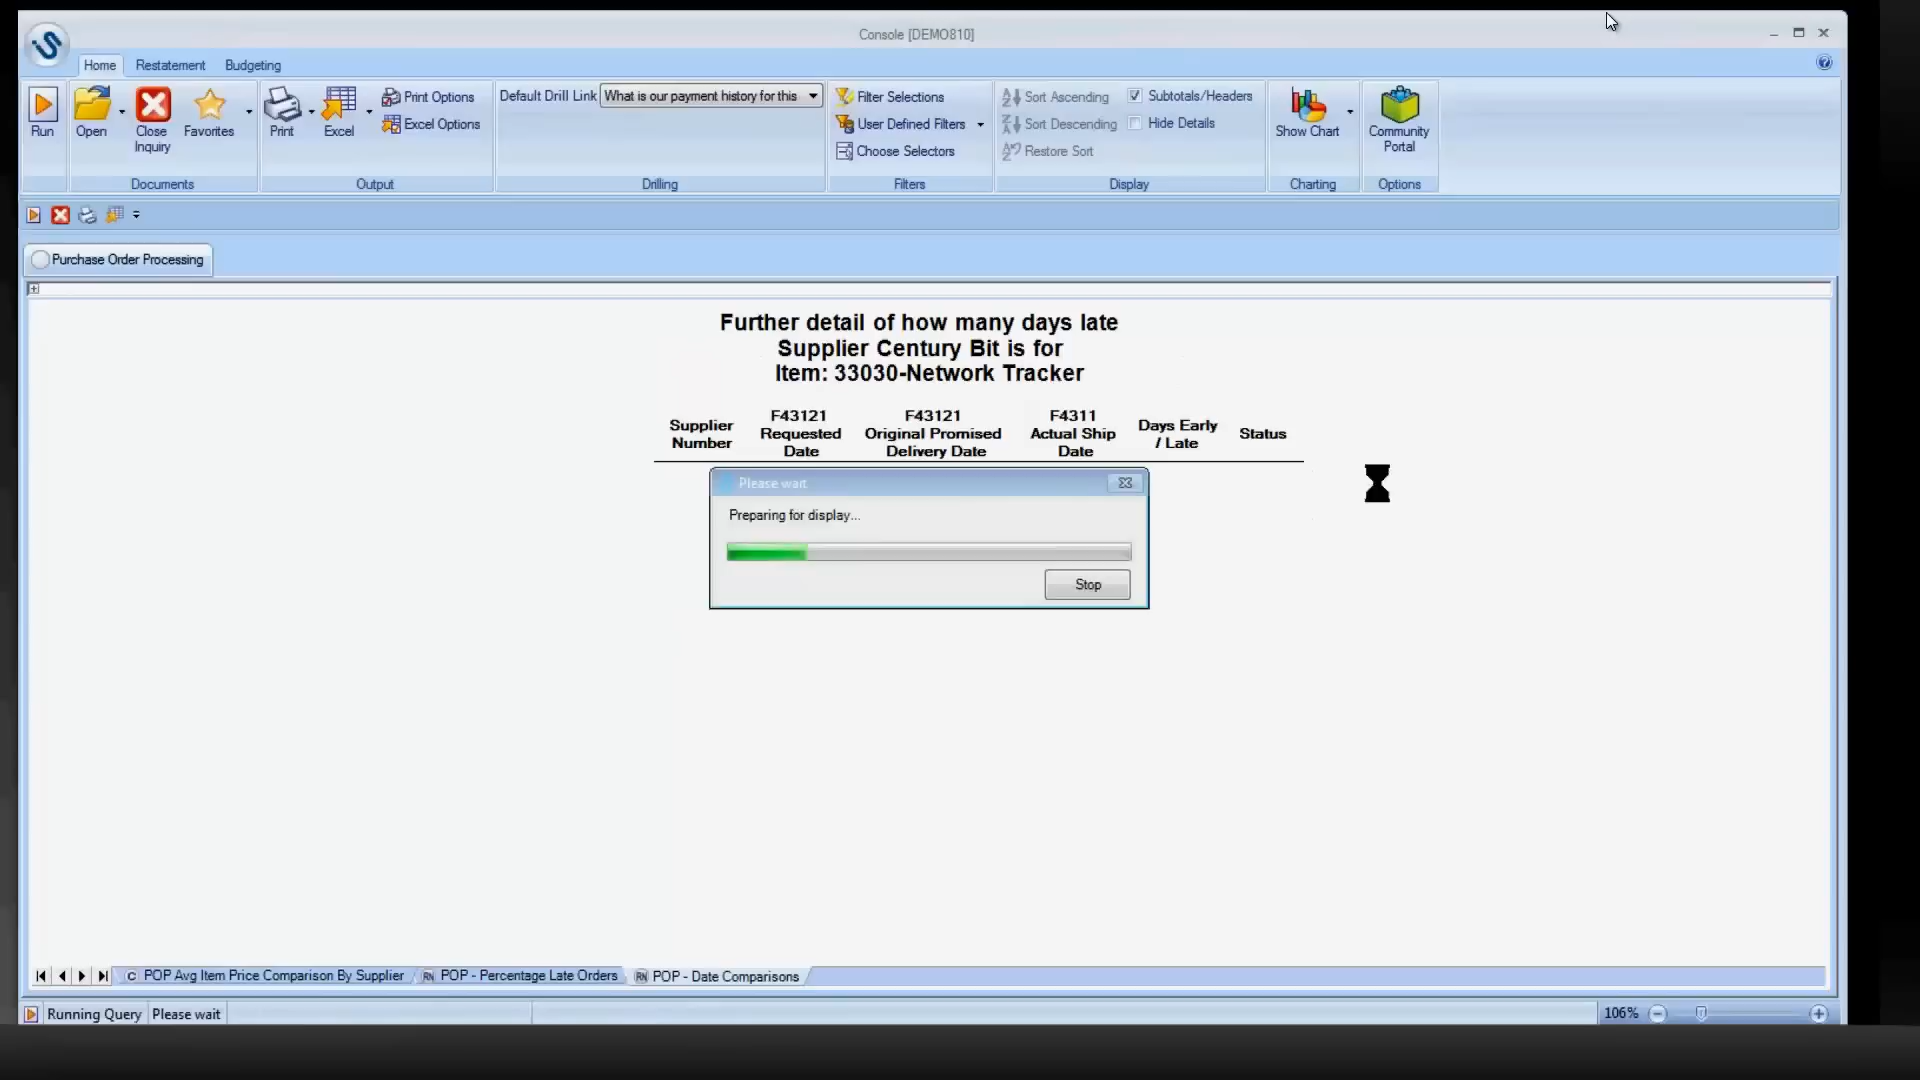 Console [DEMO810]
Home Restatement Budgeting
Run
Open
Close Inquiry
Favorites
Documents
Print
Excel
Print Options
Excel Options
Output
Default Drill Link What is our payment history for this
Drilling
Filter Selections
User Defined Filters
Choose Selectors
Filters
Sort Ascending
Sort Descending
Restore Sort
Subtotals/Headers
Hide Details
Display
Show Chart
Charting
Community Portal
Options
Purchase Order Processing
Further detail of how many days late
Supplier Century Bit is for
Item: 33030-Network Tracker
Supplier Number
F43121 Requested Date
F43121 Original Promised Delivery Date
F4311 Actual Ship Date
Days Early / Late
Status
Please wait
Preparing for display...
Stop
C POP Avg Item Price Comparison By Supplier RN POP - Percentage Late Orders RN POP - Date Comparisons
Running Query Please wait 106%